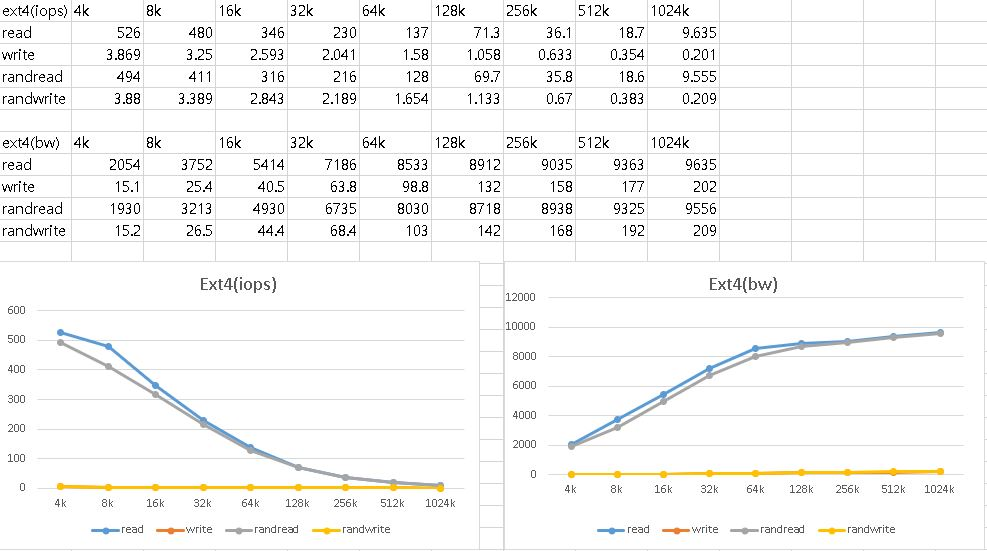 ext4(iops) 4k 8k 16k 32k 64k 128k 256k 512k 1024k
read 526 480 346 230 137 71.3 36.1 18.7 9.635
write 3.869 3.25 2.593 2.041 1.58 1.058 0.633 0.354 0.201
randread 494 411 316 216 128 69.7 35.8 18.6 9.555
randwrite 3.88 3.389 2.843 2.189 1.654 1.133 0.67 0.383 0.209
ext4(bw) 4k 8k 16k 32k 64k 128k 256k 512k 1024k
read 2054 3752 5414 7186 8533 8912 9035 9363 9635
write 15.1 25.4 40.5 63.8 98.8 132 158 177 202
randread 1930 3213 4930 6735 8030 8718 8938 9325 9556
randwrite 15.2 26.5 44.4 68.4 103 142 168 192 209
Ext4(iops)
600
500
400
300
200
100
0
4k 8k 16k 32k 64k 128k 256k 512k 1024k
read write randread randwrite
Ext4(bw)
12000
10000
8000
6000
4000
2000
0
4k 8k 16k 32k 64k 128k 256k 512k 1024k
read write randread randwrite